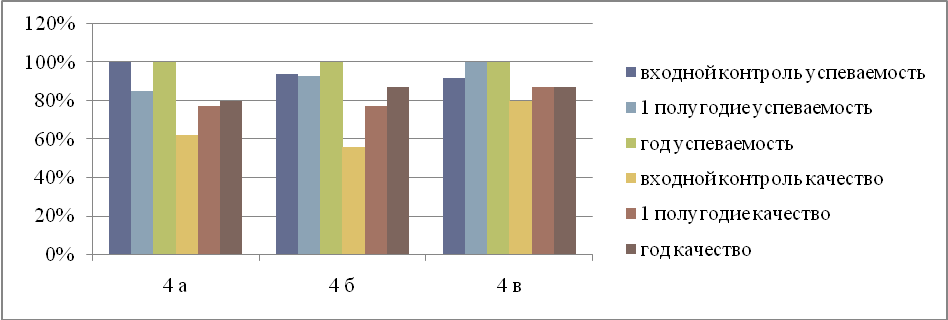 120%
100%
80%
60%
40%
20%
0%
4 а
4 б
4 в
входной контроль успеваемость
1 полугодие успеваемость
год успеваемость
входной контроль качество
1 полугодие качество
год качество